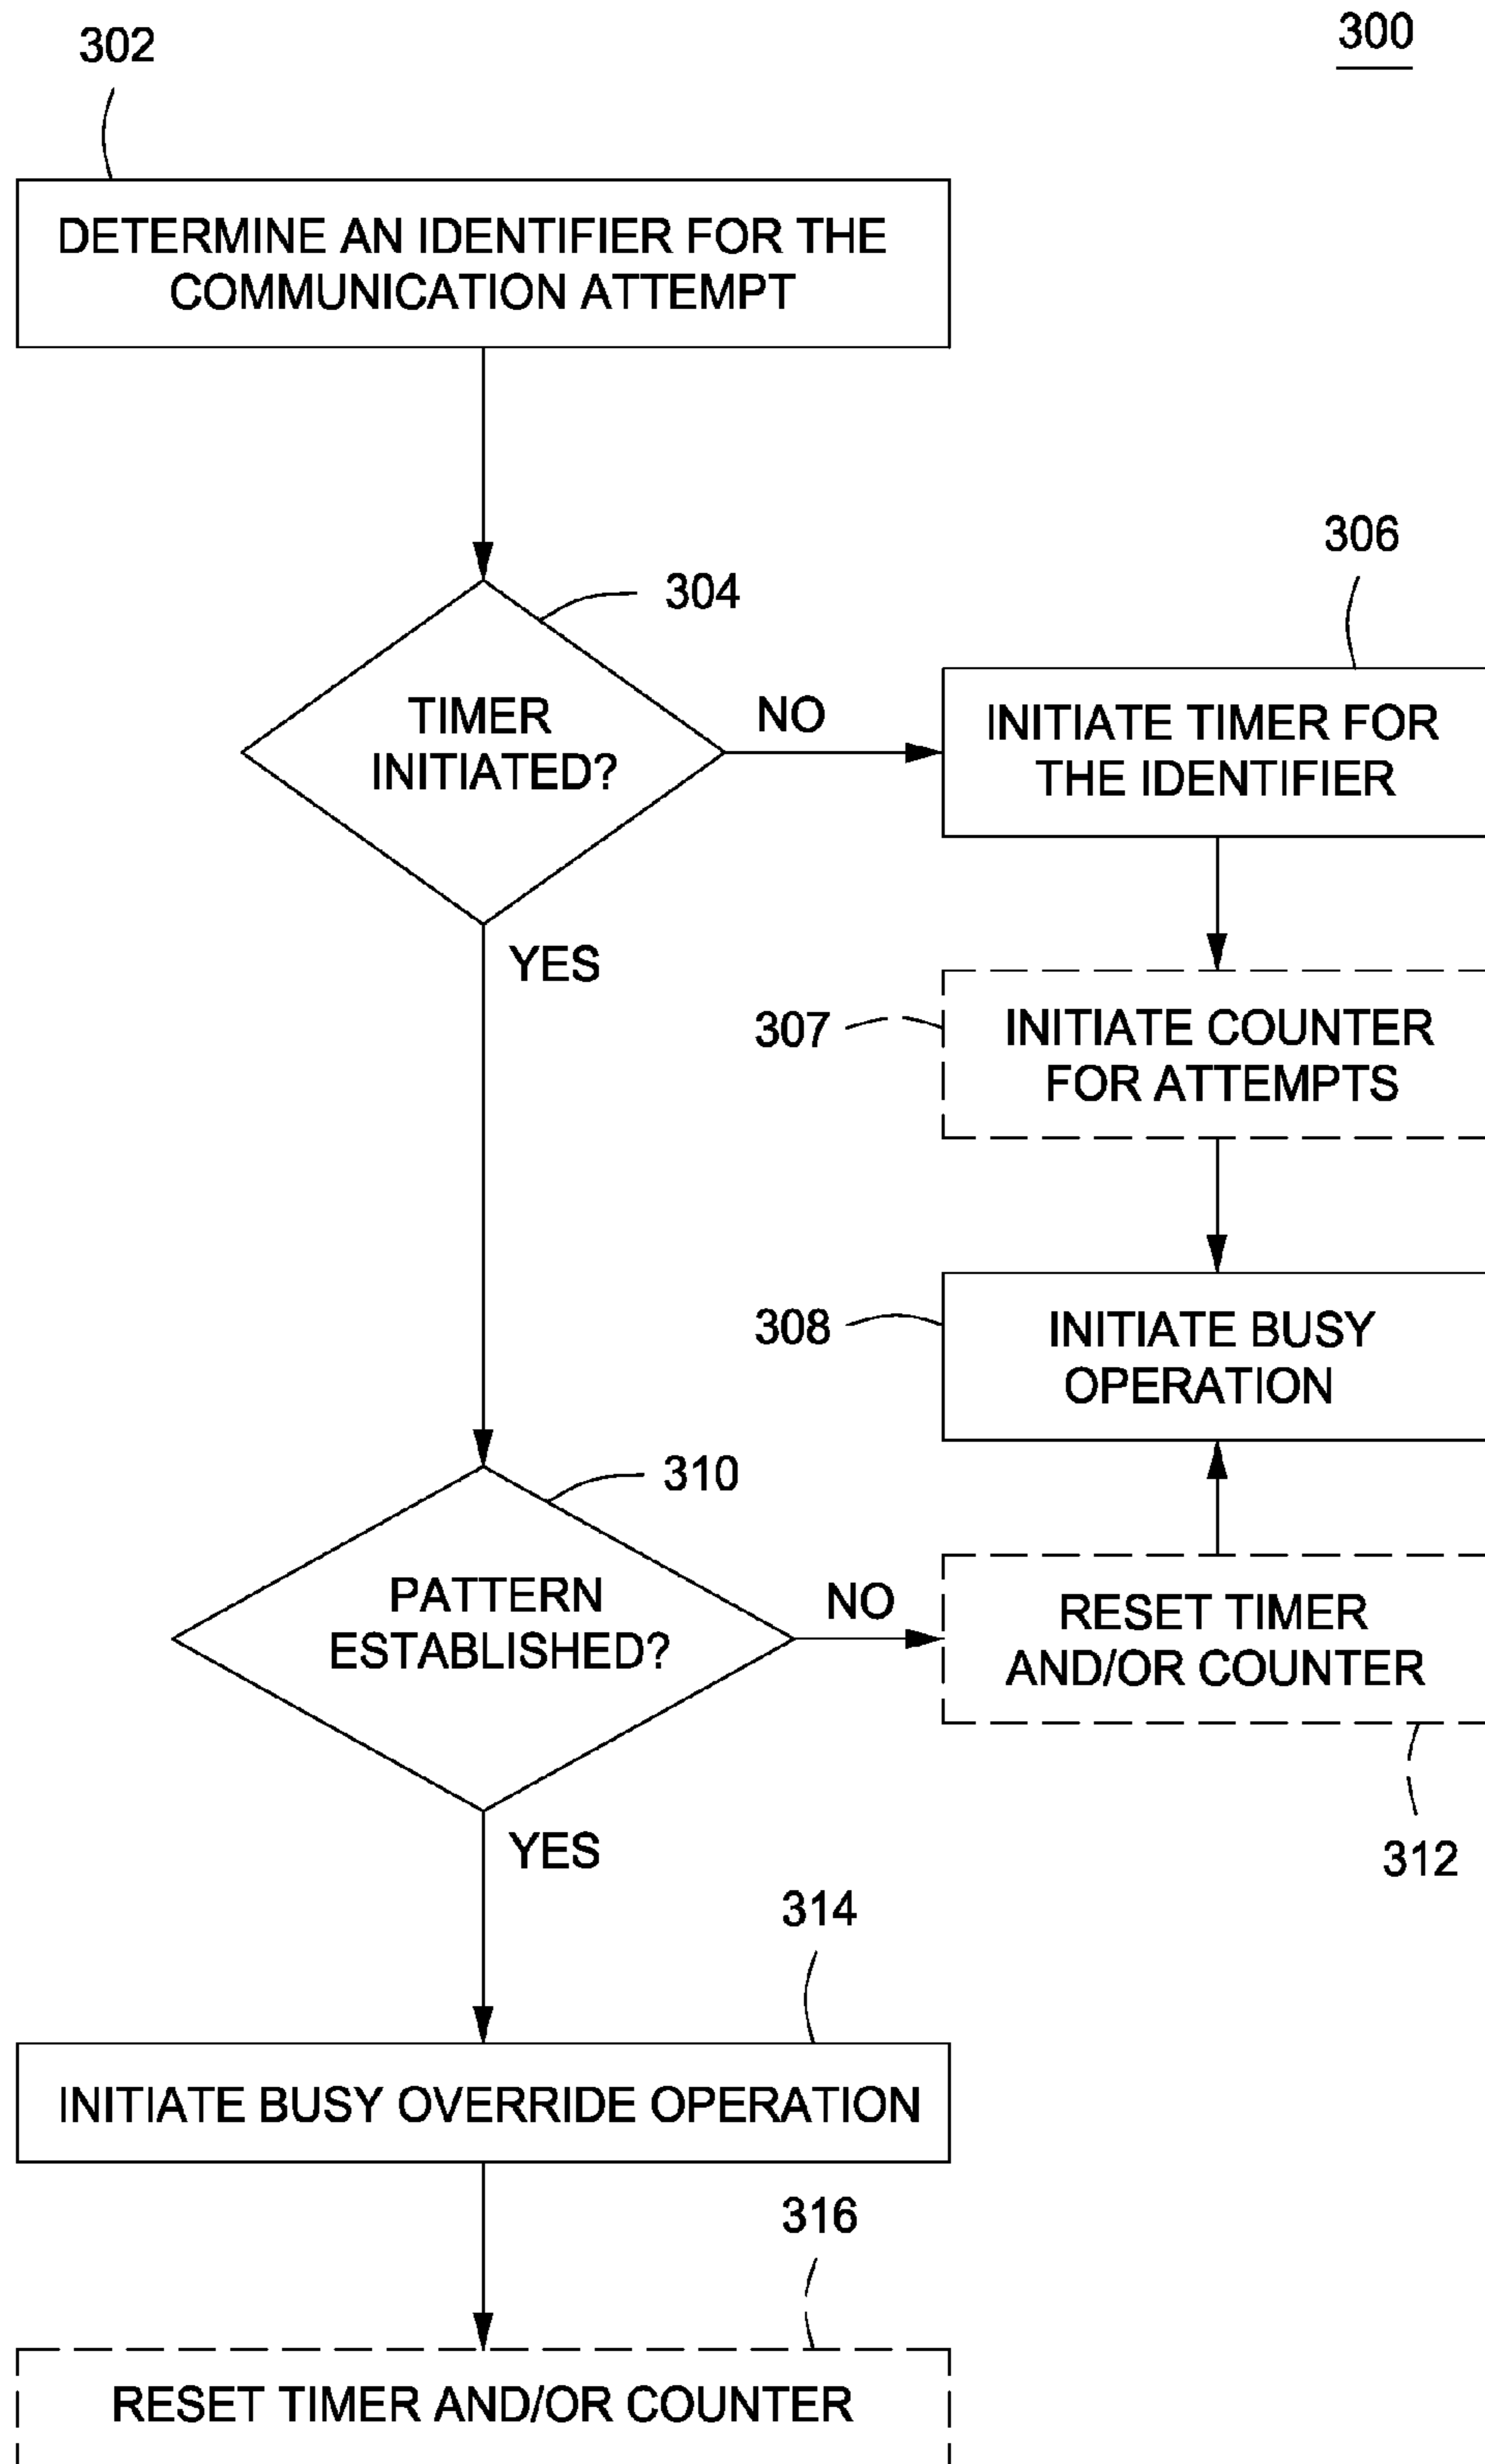 302
300
DETERMINE AN IDENTIFIER FOR THE
COMMUNICATION ATTEMPT
304
TIMER
INITIATED?
NO
YES
306
INITIATE TIMER FOR
THE IDENTIFIER
307
INITIATE COUNTER
FOR ATTEMPTS
308
INITIATE BUSY
OPERATION
310
PATTERN
ESTABLISHED?
NO
RESET TIMER
AND/OR COUNTER
312
YES
314
INITIATE BUSY OVERRIDE OPERATION
316
RESET TIMER AND/OR COUNTER